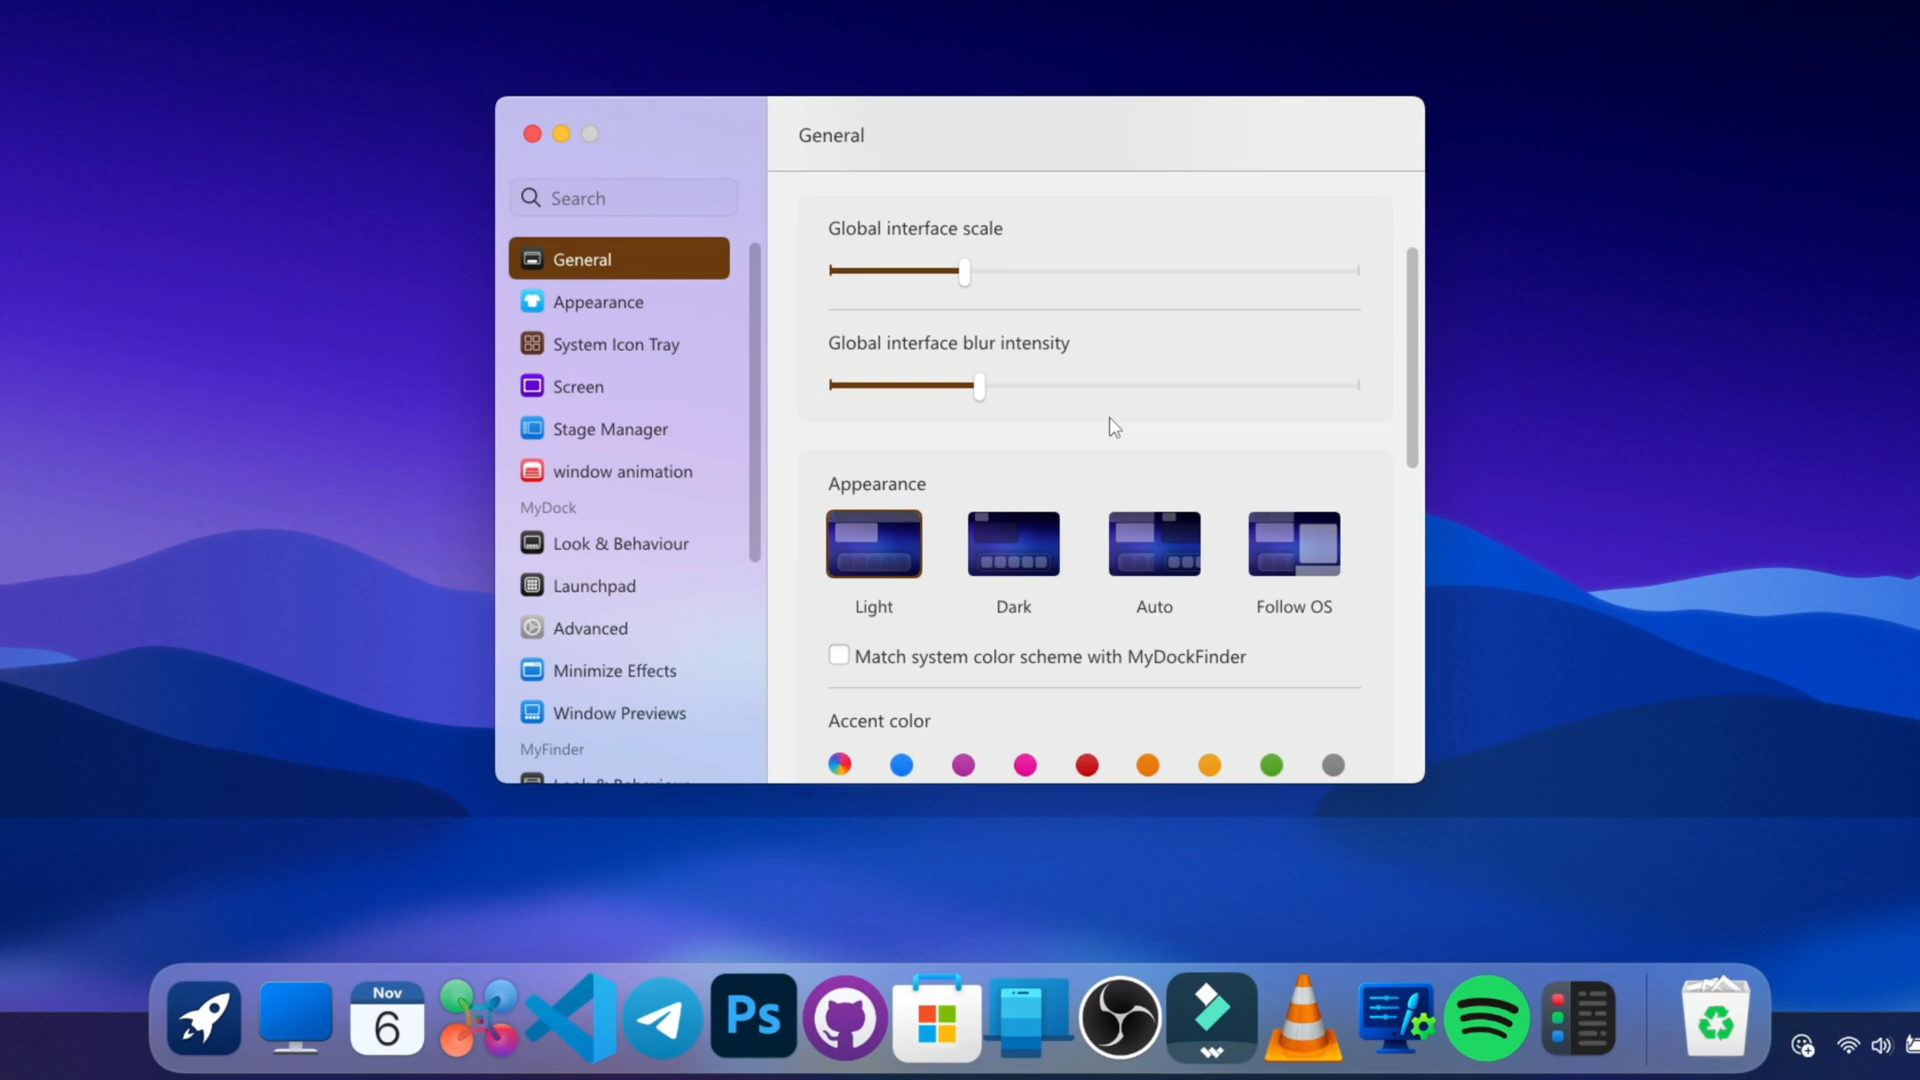 General
Search
General
Appearance
System Icon Tray
Screen
Stage Manager
window animation
MyDock
Look & Behaviour
Launchpad
Advanced
Minimize Effects
Window Previews
MyFinder
Look & Behaviour
Global interface scale
Global interface blur intensity
Appearance
Light
Dark
Auto
Follow OS
Match system color scheme with MyDockFinder
Accent color
Nov
6
Ps